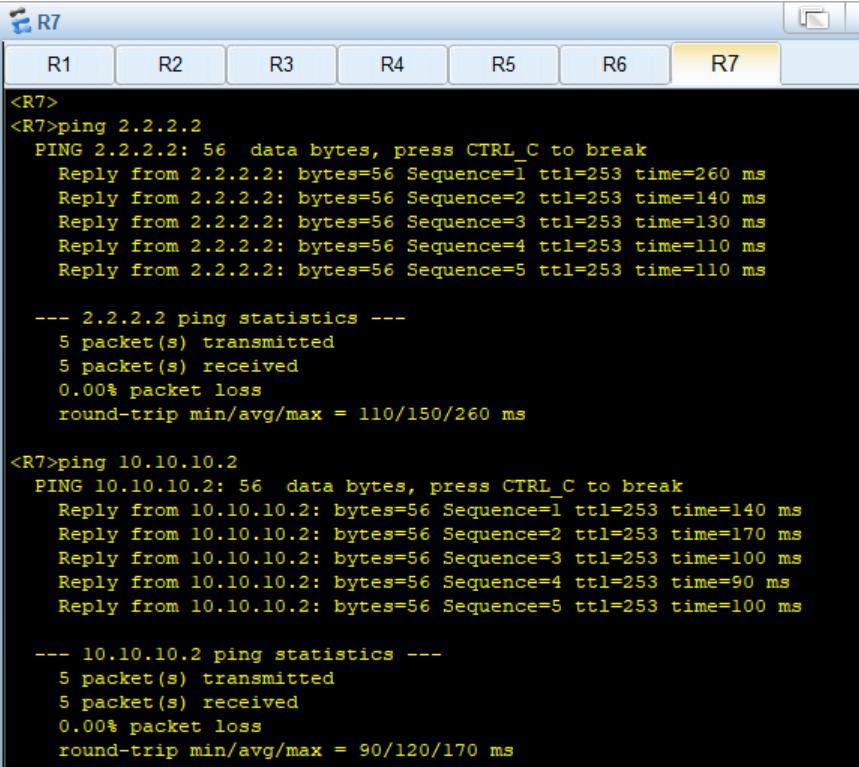 R7
R1 R2 R3 R4 R5 R6 R7
<R7>
<R7>ping 2.2.2.2
  PING 2.2.2.2: 56  data bytes, press CTRL_C to break
    Reply from 2.2.2.2: bytes=56 Sequence=1 ttl=253 time=260 ms
    Reply from 2.2.2.2: bytes=56 Sequence=2 ttl=253 time=140 ms
    Reply from 2.2.2.2: bytes=56 Sequence=3 ttl=253 time=130 ms
    Reply from 2.2.2.2: bytes=56 Sequence=4 ttl=253 time=110 ms
    Reply from 2.2.2.2: bytes=56 Sequence=5 ttl=253 time=110 ms
  --- 2.2.2.2 ping statistics ---
    5 packet(s) transmitted
    5 packet(s) received
    0.00% packet loss
    round-trip min/avg/max = 110/150/260 ms
<R7>ping 10.10.10.2
  PING 10.10.10.2: 56  data bytes, press CTRL_C to break
    Reply from 10.10.10.2: bytes=56 Sequence=1 ttl=253 time=140 ms
    Reply from 10.10.10.2: bytes=56 Sequence=2 ttl=253 time=170 ms
    Reply from 10.10.10.2: bytes=56 Sequence=3 ttl=253 time=100 ms
    Reply from 10.10.10.2: bytes=56 Sequence=4 ttl=253 time=90 ms
    Reply from 10.10.10.2: bytes=56 Sequence=5 ttl=253 time=100 ms
  --- 10.10.10.2 ping statistics ---
    5 packet(s) transmitted
    5 packet(s) received
    0.00% packet loss
    round-trip min/avg/max = 90/120/170 ms